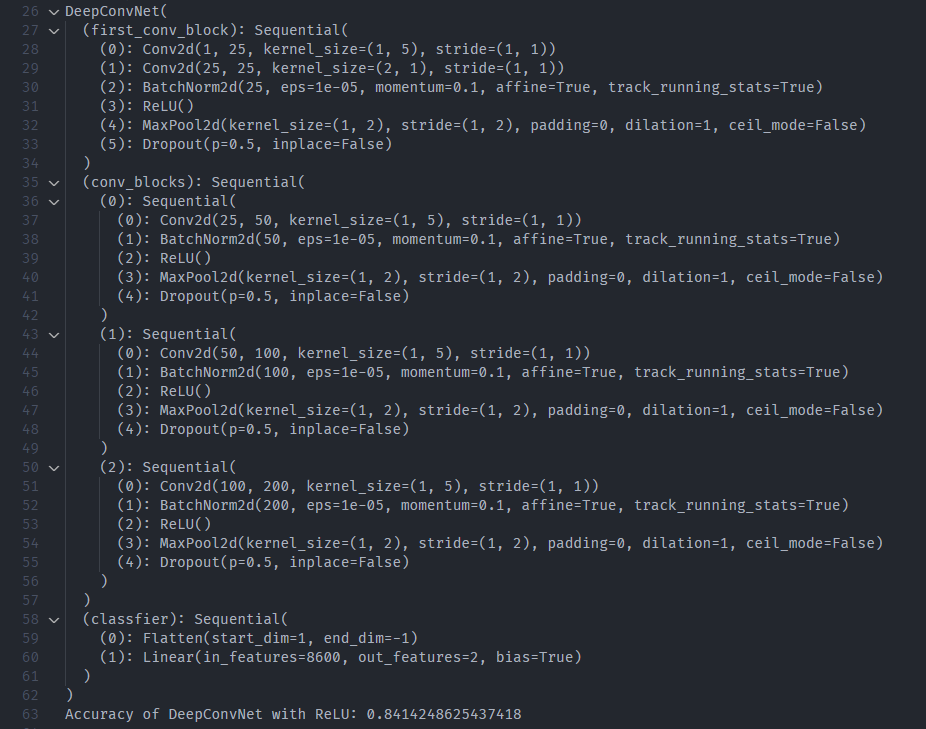 26 DeepConvNet(
27 (first_conv_block): Sequential(
28 (0): Conv2d(1, 25, kernel_size=(1, 5), stride=(1, 1))
29 (1): Conv2d(25, 25, kernel_size=(2, 1), stride=(1, 1))
30 (2): BatchNorm2d(25, eps=1e-05, momentum=0.1, affine=True, track_running_stats=True)
31 (3): ReLU()
32 (4): MaxPool2d(kernel_size=(1, 2), stride=(1, 2), padding=0, dilation=1, ceil_mode=False)
33 (5): Dropout(p=0.5, inplace=False)
34 )
35 (conv_blocks): Sequential(
36 (0): Sequential(
37 (0): Conv2d(25, 50, kernel_size=(1, 5), stride=(1, 1))
38 (1): BatchNorm2d(50, eps=1e-05, momentum=0.1, affine=True, track_running_stats=True)
39 (2): ReLU()
40 (3): MaxPool2d(kernel_size=(1, 2), stride=(1, 2), padding=0, dilation=1, ceil_mode=False)
41 (4): Dropout(p=0.5, inplace=False)
42 )
43 (1): Sequential(
44 (0): Conv2d(50, 100, kernel_size=(1, 5), stride=(1, 1))
45 (1): BatchNorm2d(100, eps=1e-05, momentum=0.1, affine=True, track_running_stats=True)
46 (2): ReLU()
47 (3): MaxPool2d(kernel_size=(1, 2), stride=(1, 2), padding=0, dilation=1, ceil_mode=False)
48 (4): Dropout(p=0.5, inplace=False)
49 )
50 (2): Sequential(
51 (0): Conv2d(100, 200, kernel_size=(1, 5), stride=(1, 1))
52 (1): BatchNorm2d(200, eps=1e-05, momentum=0.1, affine=True, track_running_stats=True)
53 (2): ReLU()
54 (3): MaxPool2d(kernel_size=(1, 2), stride=(1, 2), padding=0, dilation=1, ceil_mode=False)
55 (4): Dropout(p=0.5, inplace=False)
56 )
57 )
58 (classfier): Sequential(
59 (0): Flatten(start_dim=1, end_dim=-1)
60 (1): Linear(in_features=8600, out_features=2, bias=True)
61 )
62 )
63 Accuracy of DeepConvNet with ReLU: 0.8414248625437418